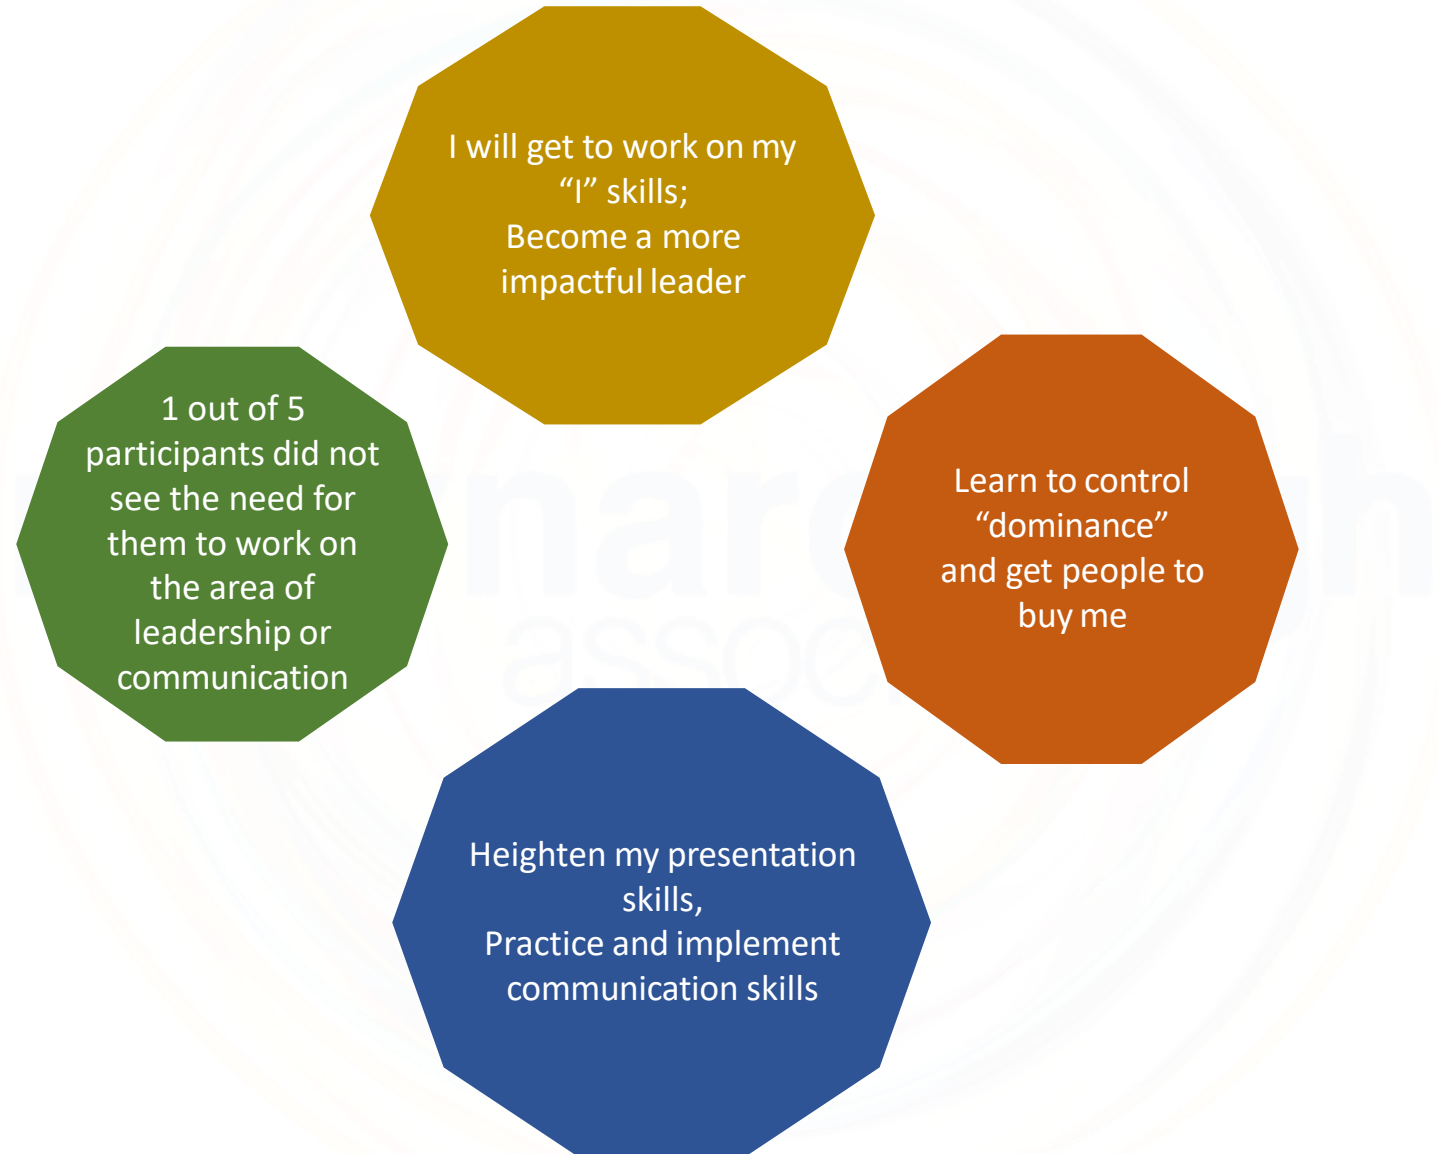 I will get to work on my
“I” skills;
Become a more
impactful leader
1 out of 5
participants did not
see the need for
them to work on
the area of
leadership or
communication
Learn to control
“dominance”
and get people to
buy me
Heighten my presentation
skills,
Practice and implement
communication skills